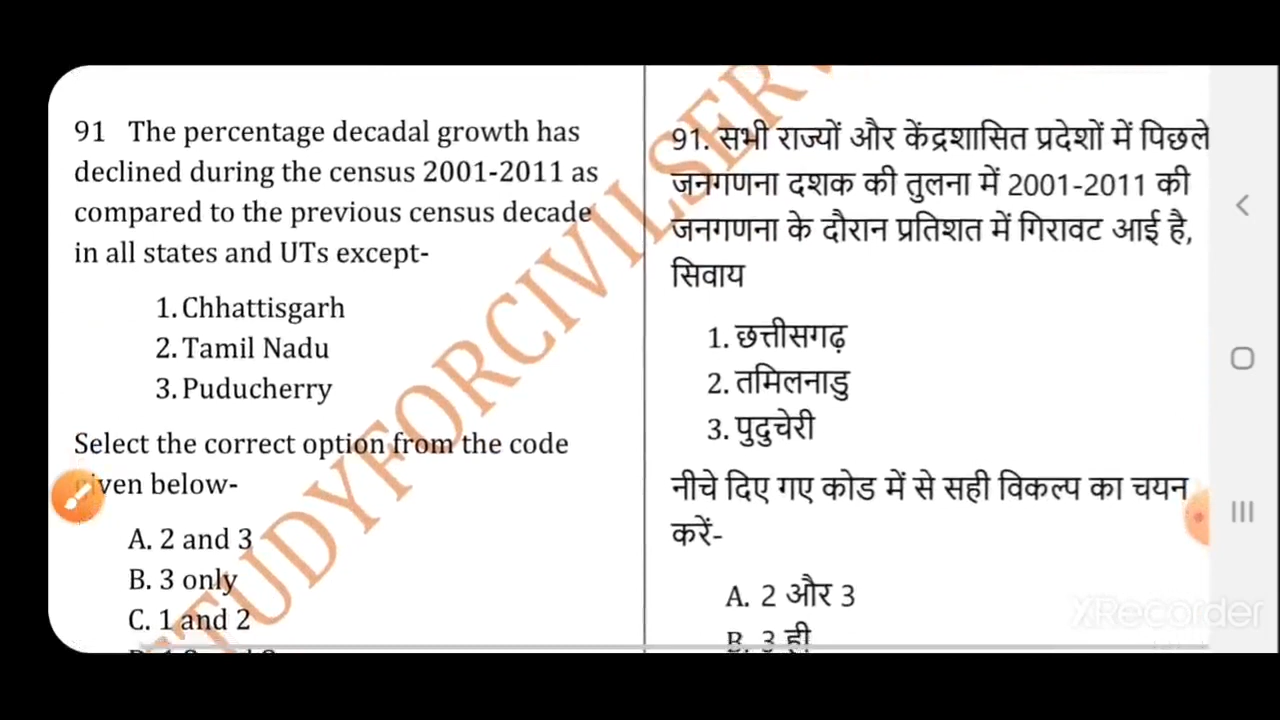 91 The percentage decadal growth has
declined during the census 2001-2011 as
compared to the previous census decade
in all states and UTs except-
1. Chhattisgarh
2. Tamil Nadu
3. Puducherry
Select the correct option from the code
given below-
A. 2 and 3
B. 3 only
C. 1 and 2
91. सभी राज्यों और केंद्रशासित प्रदेशों में पिछले
जनगणना दशक की तुलना में 2001-2011 की
जनगणना के दौरान प्रतिशत में गिरावट आई है,
सिवाय
1. छत्तीसगढ़
2. तमिलनाडु
3. पुदुचेरी
नीचे दिए गए कोड में से सही विकल्प का चयन
करें-
A. 2 और 3
B. 3 ही
STUDYFORCIVILSERV
XRecorder